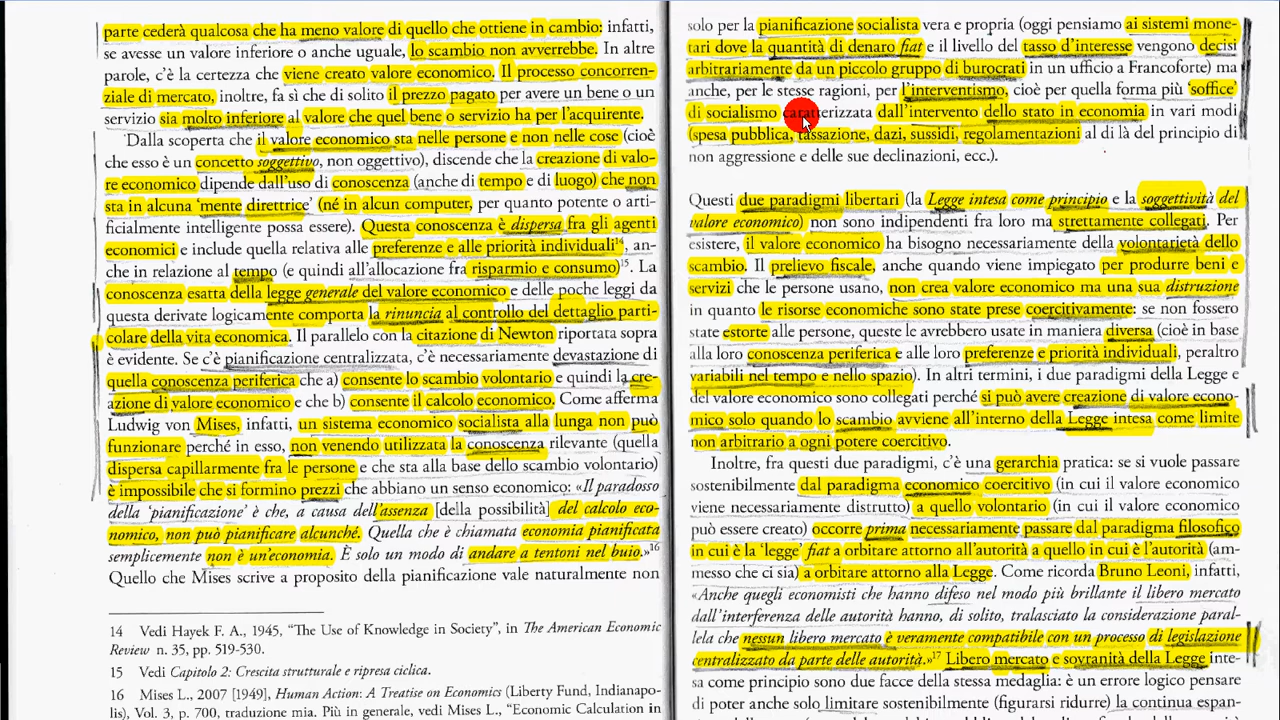 parte cederà qualcosa che ha meno valore di quello che ottiene in cambio: infatti,
se avesse un valore inferiore o anche uguale, lo scambio non avverrebbe. In altre
parole, c'è la certezza che viene creato valore economico. Il processo concorren-
ziale di mercato, inoltre, fa sì che di solito il prezzo pagato per avere un bene o un
servizio sia molto inferiore al valore che quel bene o servizio ha per l'acquirente.
Dalla scoperta che il valore economico sta nelle persone e non nelle cose (cioè
che esso è un concetto soggettivo, non oggettivo), discende che la creazione di valo-
re economico dipende dall'uso di conoscenza (anche di tempo e di luogo) che non
sta in alcuna 'mente direttrice' (né in alcun computer, per quanto potente o arti-
ficialmente intelligente possa essere). Questa conoscenza è dispersa fra gli agenti
economici e include quella relativa alle preferenze e alle priorità individuali14, an-
che in relazione al tempo (e quindi all'allocazione fra risparmio e consumo)15. La
conoscenza esatta della legge generale del valore economico e delle poche leggi da
questa derivate logicamente comporta la rinuncia al controllo del dettaglio parti-
colare della vita economica. Il parallelo con la citazione di Newton riportata sopra
è evidente. Se c'è pianificazione centralizzata, c'è necessariamente devastazione di
quella conoscenza periferica che a) consente lo scambio volontario e quindi la cre-
azione di valore economico e che b) consente il calcolo economico. Come afferma
Ludwig von Mises, infatti, un sistema economico socialista alla lunga non può
funzionare perché in esso, non venendo utilizzata la conoscenza rilevante (quella
dispersa capillarmente fra le persone e che sta alla base dello scambio volontario)
è impossibile che si formino prezzi che abbiano un senso economico: «Il paradosso
della 'pianificazione' è che, a causa dell'assenza [della possibilità] del calcolo eco-
nomico, non può pianificare alcunché. Quella che è chiamata economia pianificata
semplicemente non è un'economia. È solo un modo di andare a tentoni nel buio.»16
Quello che Mises scrive a proposito della pianificazione vale naturalmente non
14 Vedi Hayek F. A., 1945, "The Use of Knowledge in Society", in The American Economic
Review n. 35, pp. 519-530.
15 Vedi Capitolo 2: Crescita strutturale e ripresa ciclica.
16 Mises L., 2007 [1949], Human Action: A Treatise on Economics (Liberty Fund, Indianapo-
lis), Vol. 3, p. 700, traduzione mia. Più in generale, vedi Mises L., "Economic Calculation in
solo per la pianificazione socialista vera e propria (oggi pensiamo ai sistemi mone-
tari dove la quantità di denaro fiat e il livello del tasso d'interesse vengono decisi
arbitrariamente da un piccolo gruppo di burocrati in un ufficio a Francoforte) ma
anche, per le stesse ragioni, per l'interventismo, cioè per quella forma più 'soffice'
di socialismo caratterizzata dall'intervento dello stato in economia in vari modi
(spesa pubblica, tassazione, dazi, sussidi, regolamentazioni al di là del principio di
non aggressione e delle sue declinazioni, ecc.).
Questi due paradigmi libertari (la Legge intesa come principio e la soggettività del
valore economico) non sono indipendenti fra loro ma strettamente collegati. Per
esistere, il valore economico ha bisogno necessariamente della volontarietà dello
scambio. Il prelievo fiscale, anche quando viene impiegato per produrre beni e
servizi che le persone usano, non crea valore economico ma una sua distruzione
in quanto le risorse economiche sono state prese coercitivamente: se non fossero
state estorte alle persone, queste le avrebbero usate in maniera diversa (cioè in base
alla loro conoscenza periferica e alle loro preferenze e priorità individuali, peraltro
variabili nel tempo e nello spazio). In altri termini, i due paradigmi della Legge e
del valore economico sono collegati perché si può avere creazione di valore econo-
mico solo quando lo scambio avviene all'interno della Legge intesa come limite
non arbitrario a ogni potere coercitivo.
Inoltre, fra questi due paradigmi, c'è una gerarchia pratica: se si vuole passare
sostenibilmente dal paradigma economico coercitivo (in cui il valore economico
viene necessariamente distrutto) a quello volontario (in cui il valore economico
può essere creato) occorre prima necessariamente passare dal paradigma filosofico
in cui è la 'legge' fiat a orbitare attorno all'autorità a quello in cui è l'autorità (am-
messo che ci sia) a orbitare attorno alla Legge. Come ricorda Bruno Leoni, infatti,
«Anche quegli economisti che hanno difeso nel modo più brillante il libero mercato
dall'interferenza delle autorità hanno, di solito, tralasciato la considerazione paral-
lela che nessun libero mercato è veramente compatibile con un processo di legislazione
centralizzato da parte delle autorità.»17 Libero mercato e sovranità della Legge inte-
sa come principio sono due facce della stessa medaglia: è un errore logico pensare
di poter anche solo limitare sostenibilmente (figurarsi ridurre) la continua espan-